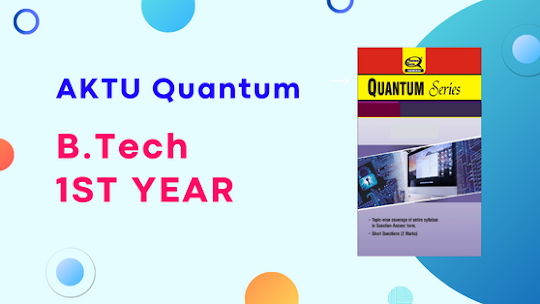 AKTU Quantum
B.Tech
1ST YEAR
QUANTUM Series
• Topic-wise coverage of entire syllabus
in Question-Answer form.
• Short Questions (2 Marks)